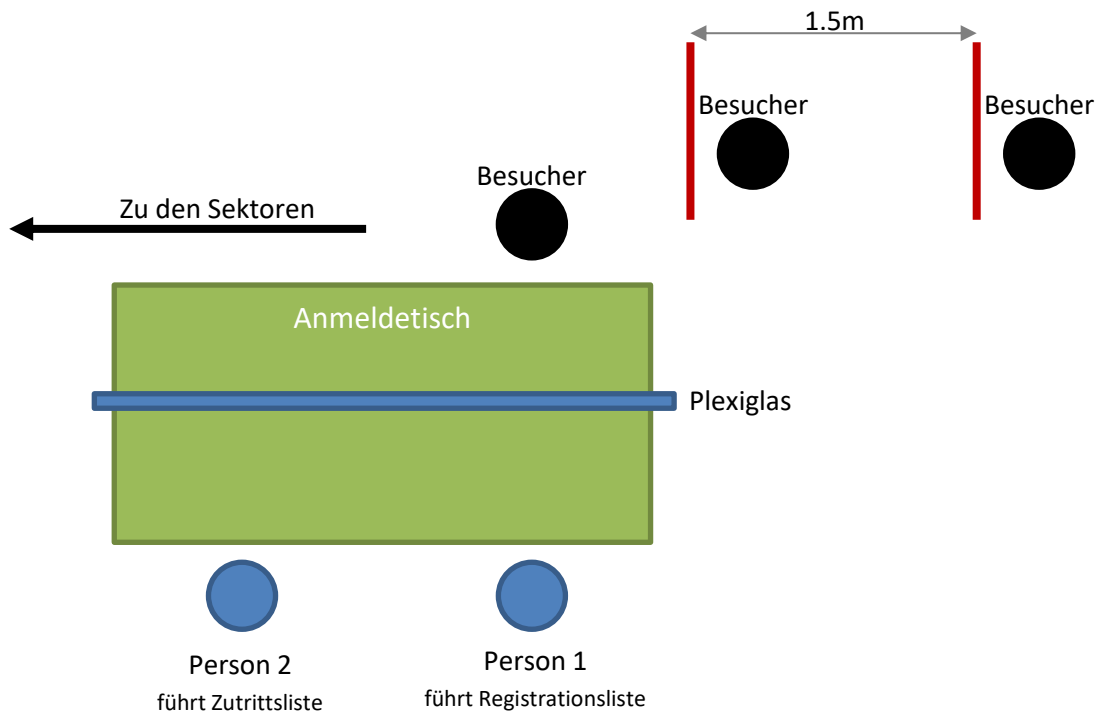 1.5m
Besucher
Besucher
Besucher
Zu den Sektoren
Anmeldetisch
Plexiglas
Person 2
führt Zutrittsliste
Person 1
führt Registrationsliste